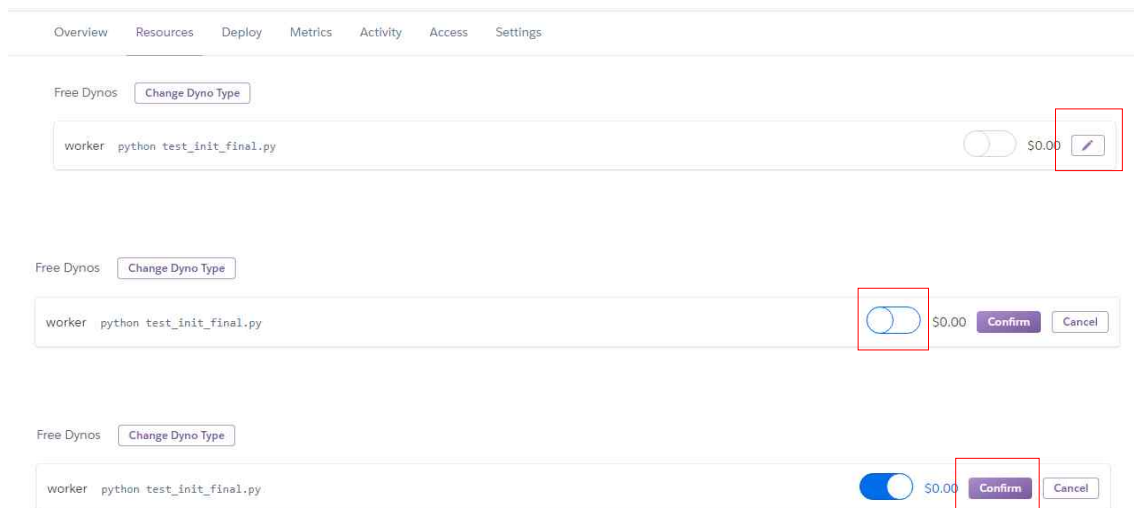 Overview Resources Deploy Metrics Activity Access Settings
Free Dynos Change Dyno Type
worker python test_init_final.py $0.00
Free Dynos Change Dyno Type
worker python test_init_final.py $0.00 Confirm Cancel
Free Dynos Change Dyno Type
worker python test_init_final.py $0.00 Confirm Cancel